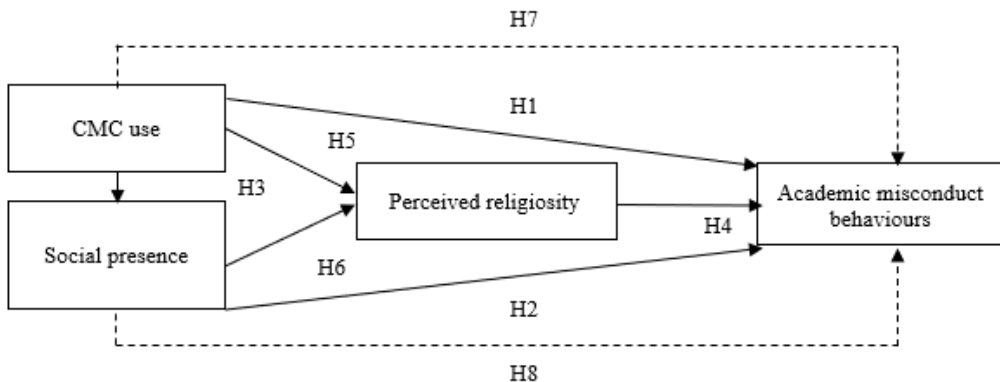 H7
CMC use
H1
H5
H3
Perceived religiosity
Academic misconduct
behaviours
H4
Social presence
H6
H2
H8